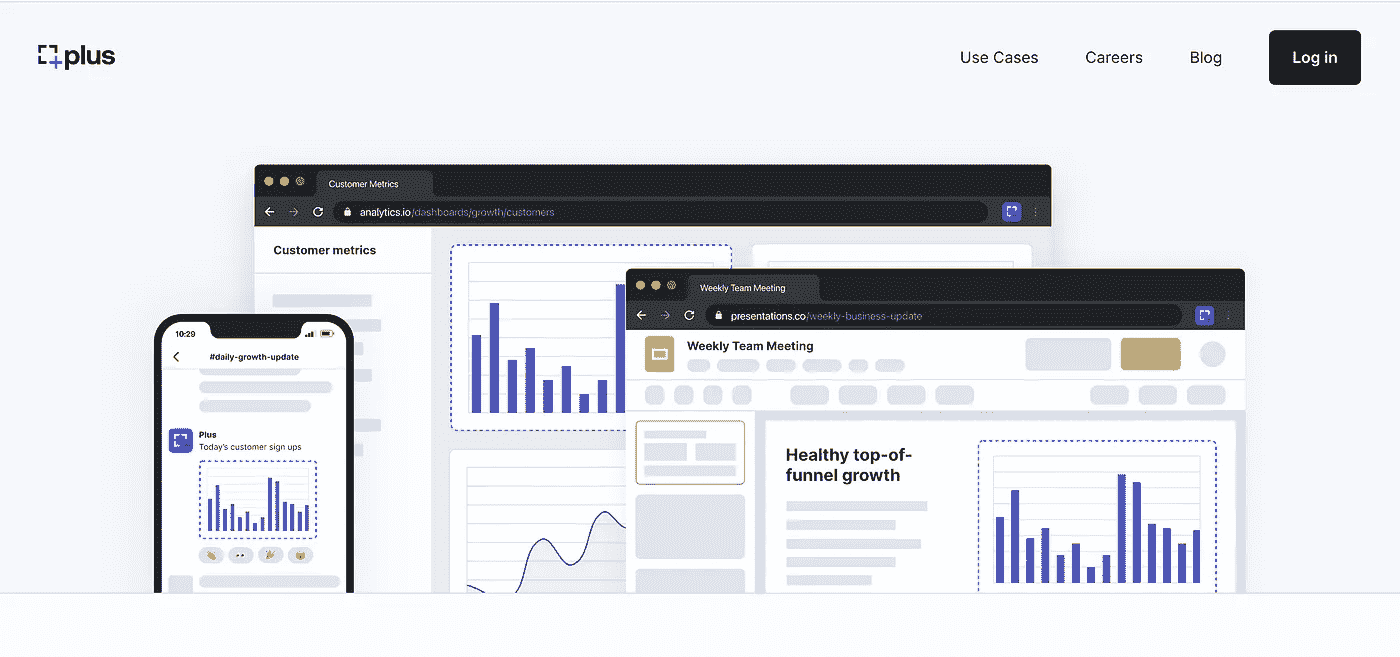 plus
Use Cases
Careers
Blog
Log in
Customer Metrics
analytics.io/dashboards/growth/customers
Customer metrics
Weekly Team Meeting
presentations.co/weekly-business-update
Weekly Team Meeting
10:29
#daily-growth-update
Plus
Today's customer sign ups
Healthy top-of-
funnel growth